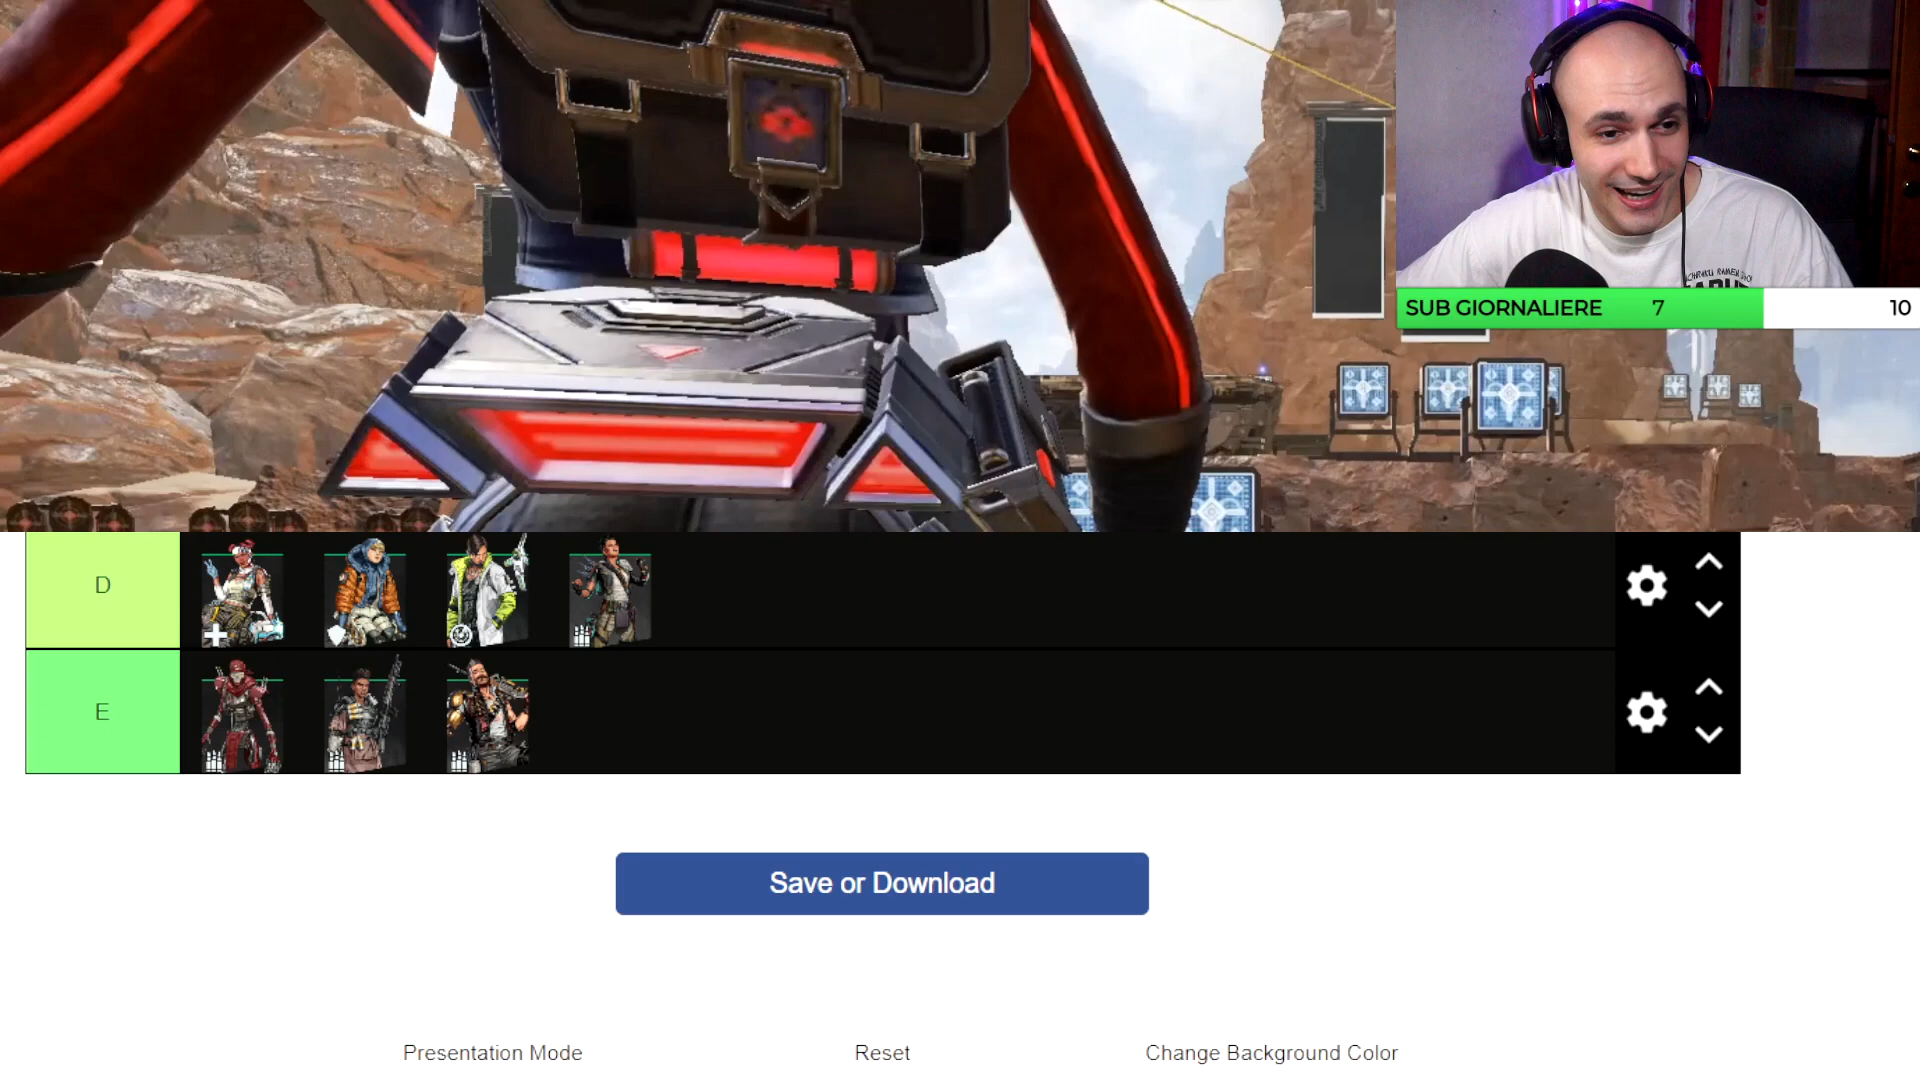 SUB GIORNALIERE 7 10
D
E
Save or Download
Presentation Mode Reset Change Background Color